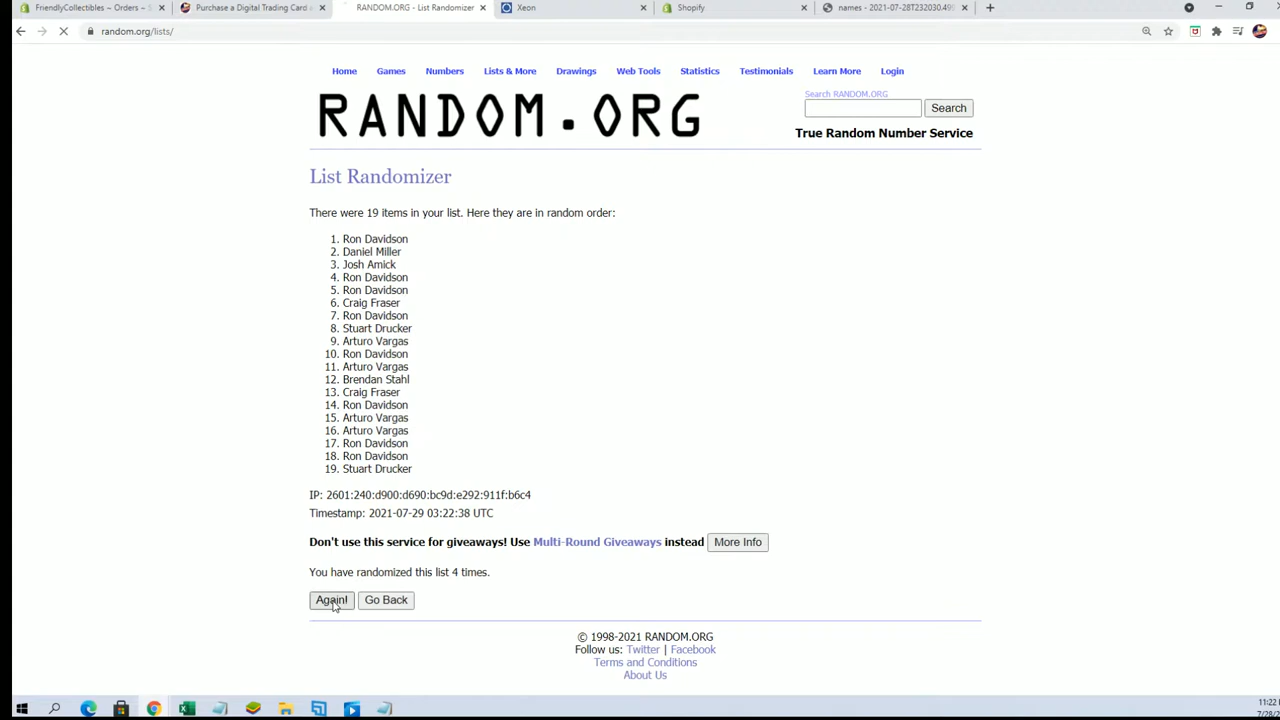 FriendlyCollectibles ~ Orders ~ S
Purchase a Digital Trading Card a
RANDOM.ORG - List Randomizer
Xeon
Shopify
names - 2021-07-28T232030.495
random.org/lists/
Home Games Numbers Lists & More Drawings Web Tools Statistics Testimonials Learn More Login
RANDOM.ORG
Search RANDOM.ORG
Search
True Random Number Service
List Randomizer
There were 19 items in your list. Here they are in random order:
1. Ron Davidson
2. Daniel Miller
3. Josh Amick
4. Ron Davidson
5. Ron Davidson
6. Craig Fraser
7. Ron Davidson
8. Stuart Drucker
9. Arturo Vargas
10. Ron Davidson
11. Arturo Vargas
12. Brendan Stahl
13. Craig Fraser
14. Ron Davidson
15. Arturo Vargas
16. Arturo Vargas
17. Ron Davidson
18. Ron Davidson
19. Stuart Drucker
IP: 2601:240:d900:d690:bc9d:e292:911f:b6c4
Timestamp: 2021-07-29 03:22:38 UTC
Don't use this service for giveaways! Use Multi-Round Giveaways instead More Info
You have randomized this list 4 times.
Again! Go Back
© 1998-2021 RANDOM.ORG
Follow us: Twitter | Facebook
Terms and Conditions
About Us
11:22
7/28/2